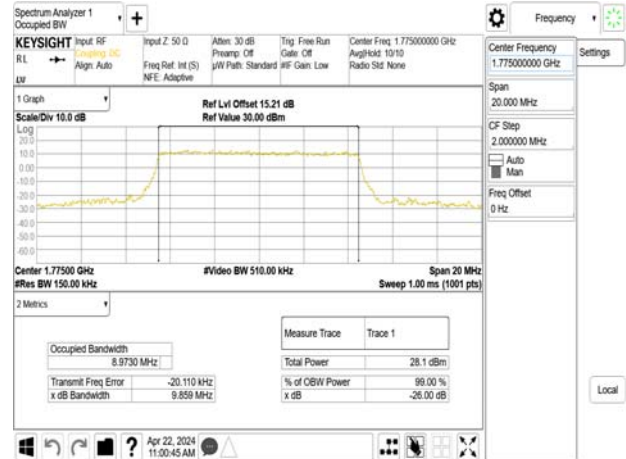 Spectrum Analyzer 1
Occupied BW
+
Frequency
KEYSIGHT
RL
Input: RF
Coupling: DC
Align: Auto
Input Z: 50 Ω
Freq Ref: Int (S)
NFE: Adaptive
Atten: 30 dB
Preamp: Off
µW Path: Standard
Trig: Free Run
Gate: Off
#IF Gain: Low
Center Freq: 1.775000000 GHz
Avg|Hold: 10/10
Radio Std: None
LXI
Center Frequency
1.775000000 GHz
Settings
Span
20.000 MHz
CF Step
2.000000 MHz
Auto
Man
Freq Offset
0 Hz
Local
1 Graph
Scale/Div 10.0 dB
Ref Lvl Offset 15.21 dB
Ref Value 30.00 dBm
Log
20.0
10.0
0.00
-10.0
-20.0
-30.0
-40.0
-50.0
-60.0
Center 1.77500 GHz
#Video BW 510.00 kHz
Span 20 MHz
#Res BW 150.00 kHz
Sweep 1.00 ms (1001 pts)
2 Metrics
Measure Trace Trace 1
Occupied Bandwidth
8.9730 MHz
Total Power 28.1 dBm
Transmit Freq Error -20.110 kHz
% of OBW Power 99.00 %
x dB Bandwidth 9.859 MHz
x dB -26.00 dB
?
Apr 22, 2024
11:00:45 AM